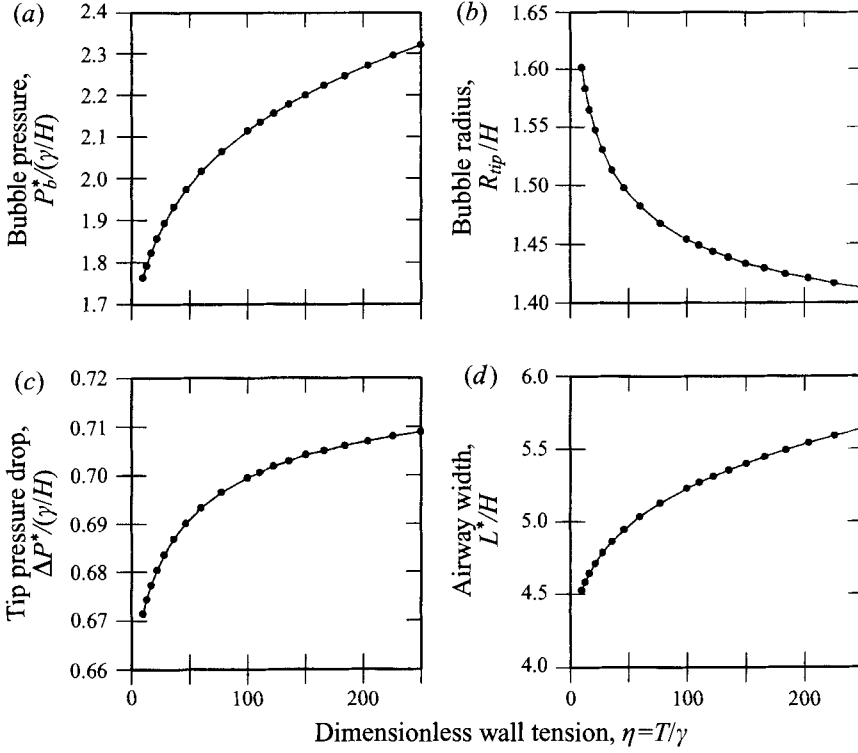 (a)
2.4
2.3
2.2
2.1
2.0
1.9
1.8
1.7
Bubble pressure,
P*b/(γ/H)
(b)
1.65
1.60
1.55
1.50
1.45
1.40
Bubble radius,
Rtip/H
(c)
0.72
0.71
0.70
0.69
0.68
0.67
0.66
Tip pressure drop,
ΔP*/(γ/H)
0
100
200
(d)
6.0
5.5
5.0
4.5
4.0
Airway width,
L*/H
0
100
200
Dimensionless wall tension, η=T/γ